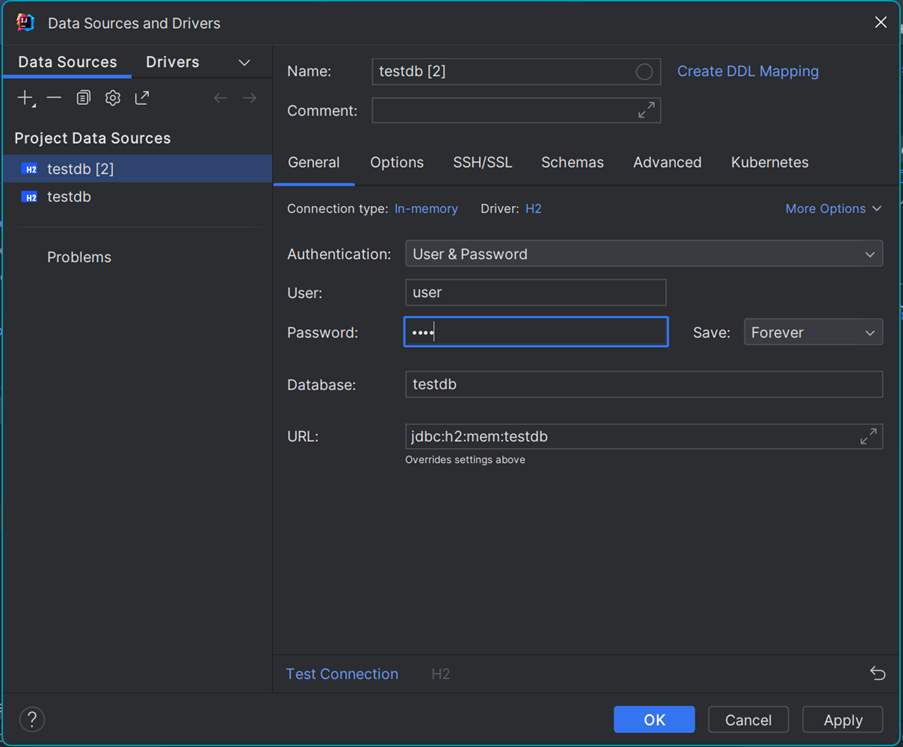 Data Sources and Drivers
Data Sources Drivers
Project Data Sources
testdb [2]
testdb
Problems
Name: testdb [2] Create DDL Mapping
Comment:
General Options SSH/SSL Schemas Advanced Kubernetes
Connection type: In-memory Driver: H2 More Options
Authentication: User & Password
User: user
Password: •••• Save: Forever
Database: testdb
URL: jdbc:h2:mem:testdb
Overrides settings above
Test Connection H2
? OK Cancel Apply